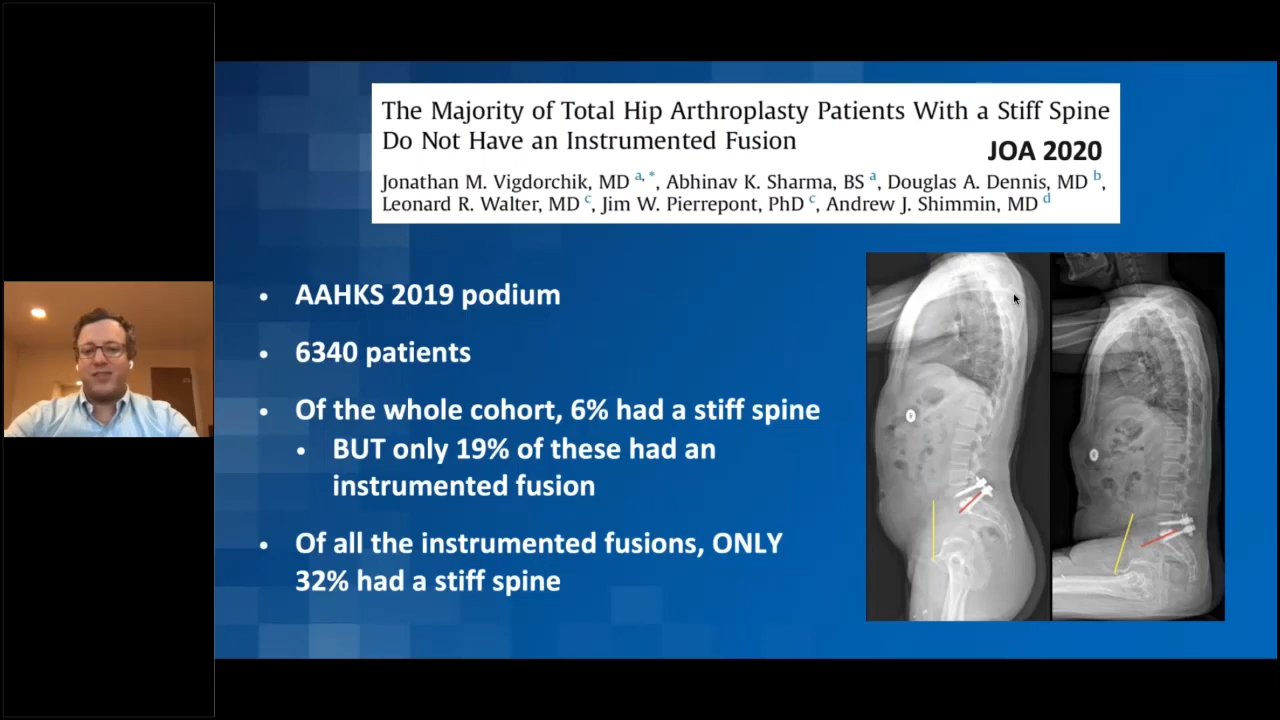 The Majority of Total Hip Arthroplasty Patients With a Stiff Spine
Do Not Have an Instrumented Fusion
JOA 2020
Jonathan M. Vigdorchik, MD a, *, Abhinav K. Sharma, BS a, Douglas A. Dennis, MD b,
Leonard R. Walter, MD c, Jim W. Pierrepont, PhD c, Andrew J. Shimmin, MD d
• AAHKS 2019 podium
• 6340 patients
• Of the whole cohort, 6% had a stiff spine
• BUT only 19% of these had an
instrumented fusion
• Of all the instrumented fusions, ONLY
32% had a stiff spine